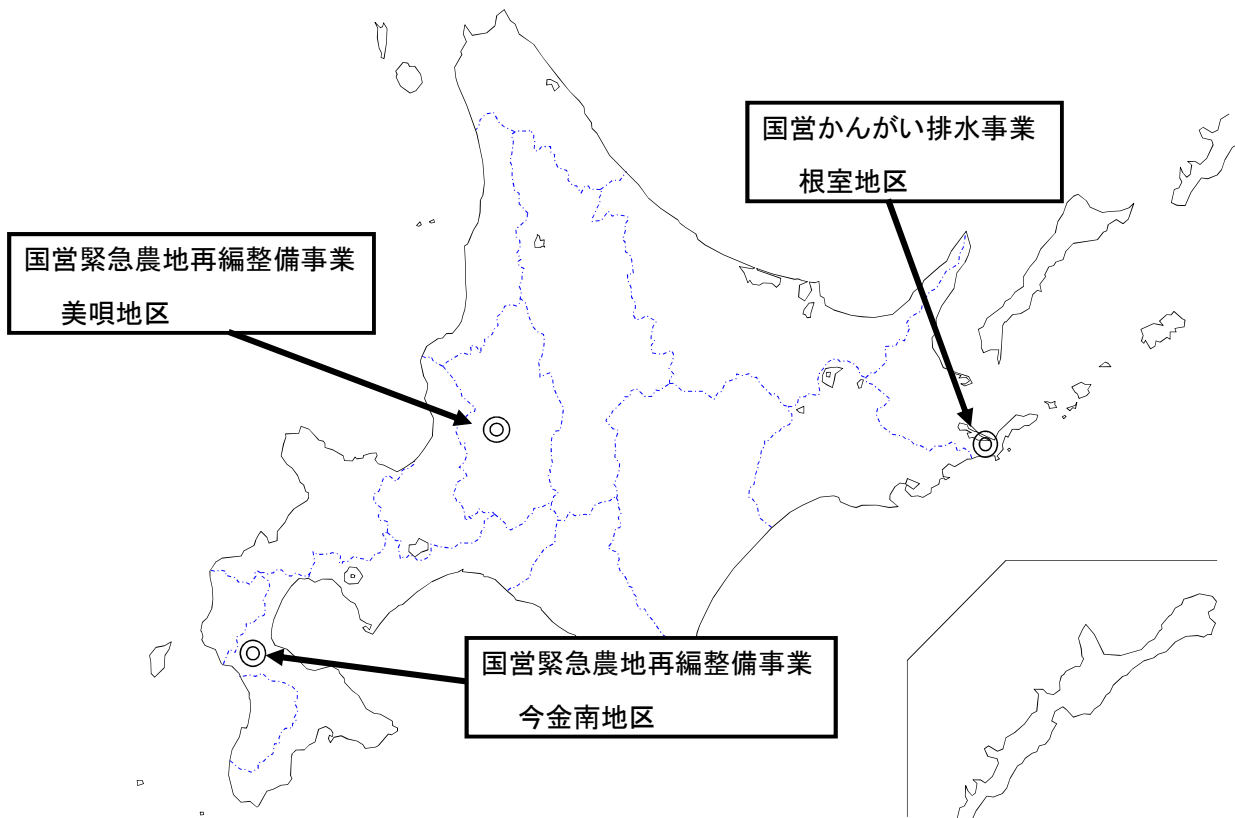 国営かんがい排水事業
根室地区
国営緊急農地再編整備事業
美唄地区
国営緊急農地再編整備事業
今金南地区